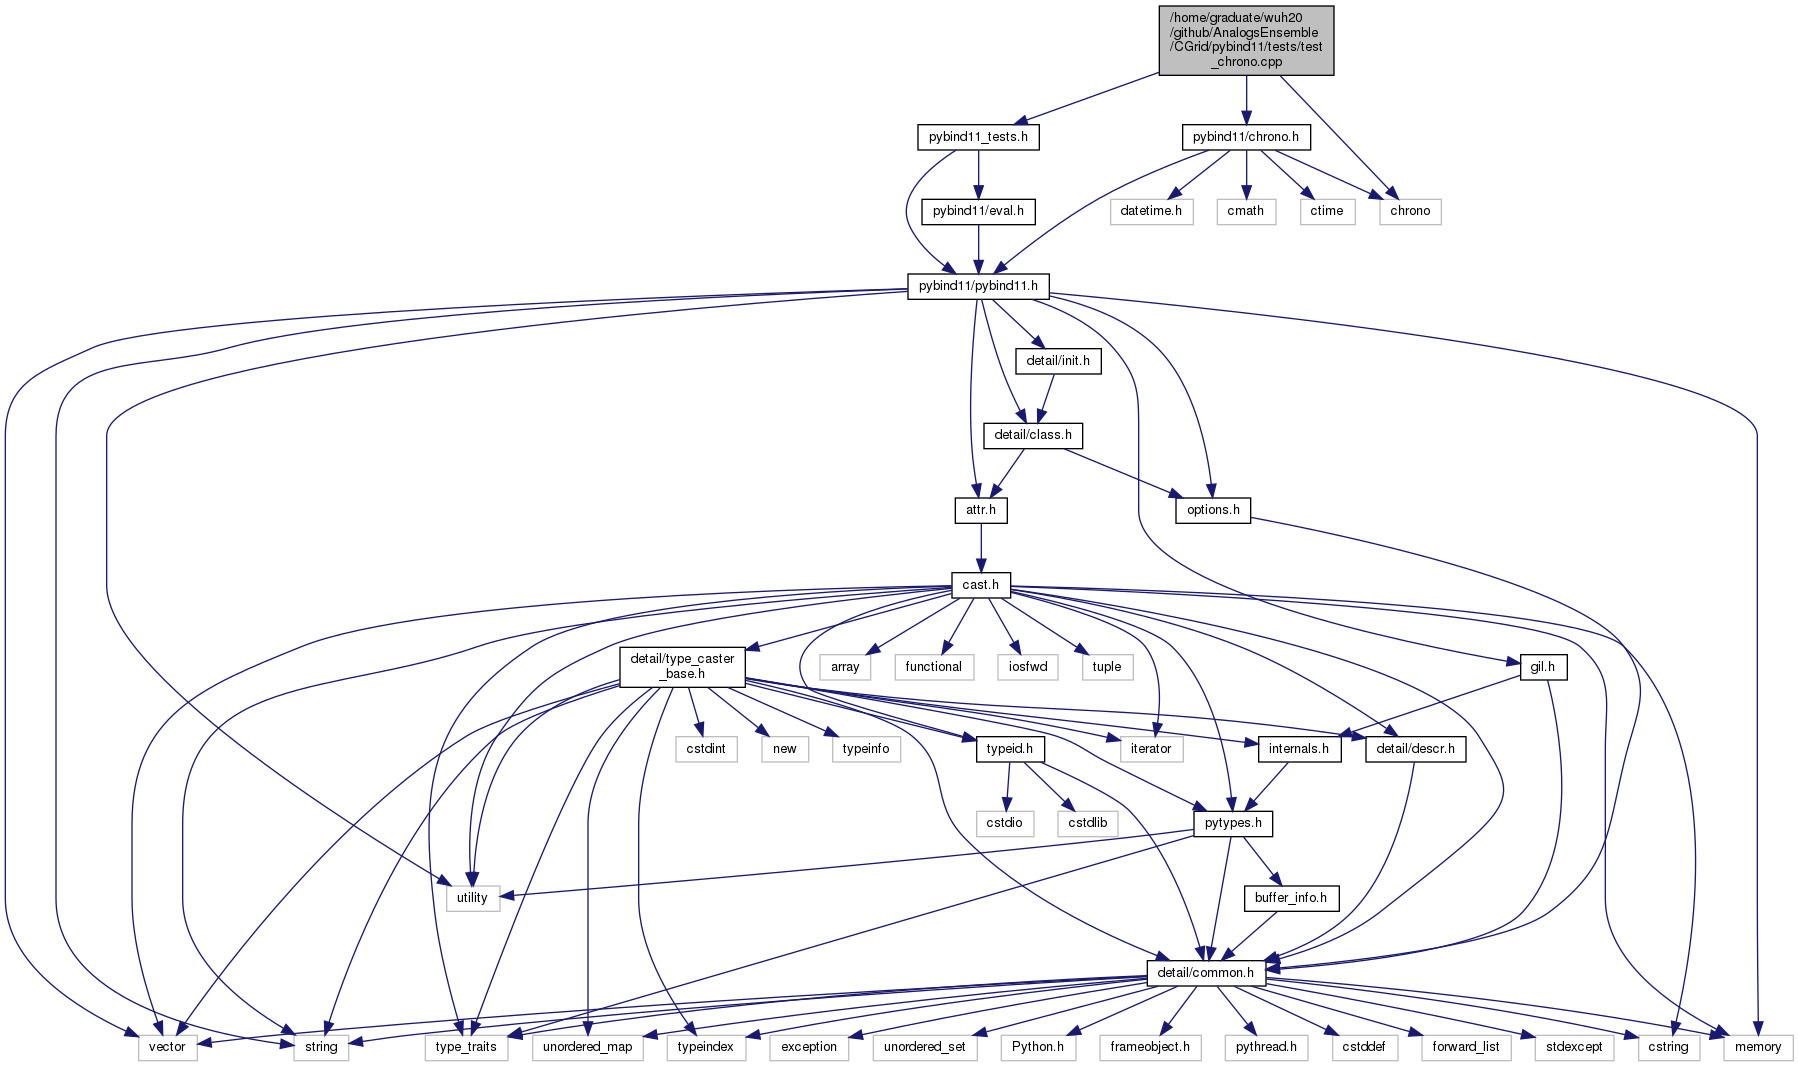 /home/graduate/wuh20
/github/AnalogsEnsemble
/CGrid/pybind11/tests/test
_chrono.cpp
pybind11_tests.h
pybind11/chrono.h
pybind11/eval.h
datetime.h
cmath
ctime
chrono
pybind11/pybind11.h
detail/init.h
detail/class.h
attr.h
options.h
cast.h
detail/type_caster
_base.h
array
functional
iosfwd
tuple
gil.h
cstdint
new
typeinfo
typeid.h
iterator
internals.h
detail/descr.h
cstdio
cstdlib
pytypes.h
utility
buffer_info.h
detail/common.h
vector
string
type_traits
unordered_map
typeindex
exception
unordered_set
Python.h
frameobject.h
pythread.h
cstddef
forward_list
stdexcept
cstring
memory